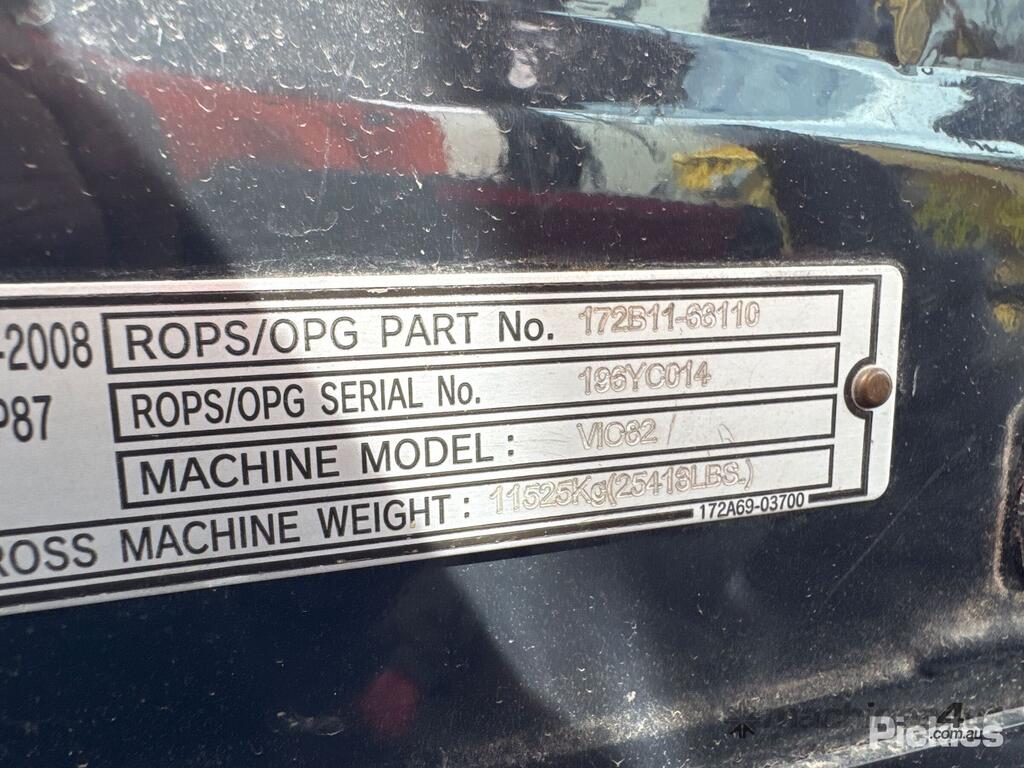 -2008 ROPS/OPG PART No. 172B11-63110
P87 ROPS/OPG SERIAL No. 196YC014
MACHINE MODEL : VIO82
ROSS MACHINE WEIGHT : 11525Kg(25413LBS.)
172A69-03700
machines4u
.com.au
Pickles